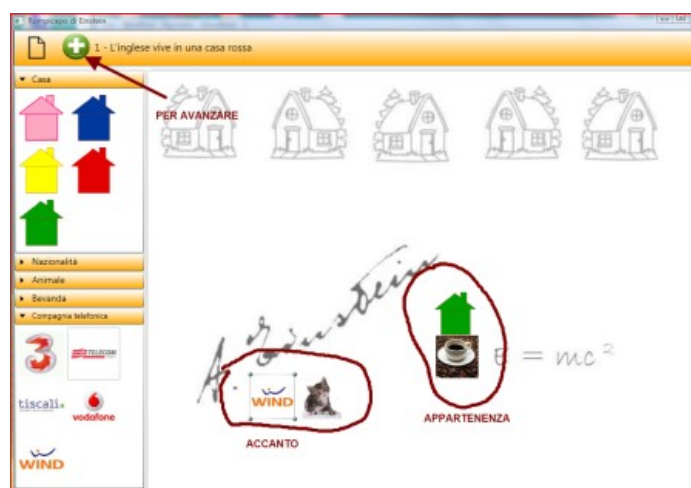 Rompicapo di Einstein
1 - L'inglese vive in una casa rossa
Casa
PER AVANZARE
Nazionalità
Animale
Bevanda
Compagnia telefonica
3
TELECOM
tiscali.
vodafone
WIND
A. Einstein
E = mc²
WIND
ACCANTO
APPARTENENZA